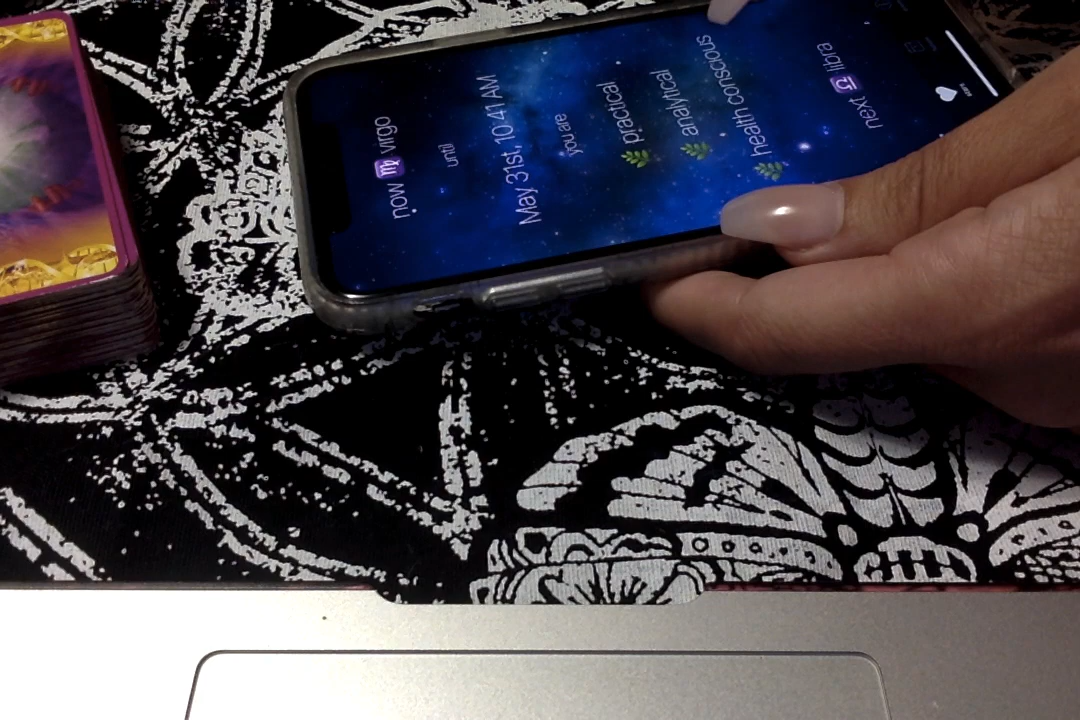 now ♍ virgo
until
May 31st, 10:41 AM
you are
🌿 practical
🌿 analytical
🌿 health conscious
next ♎ libra